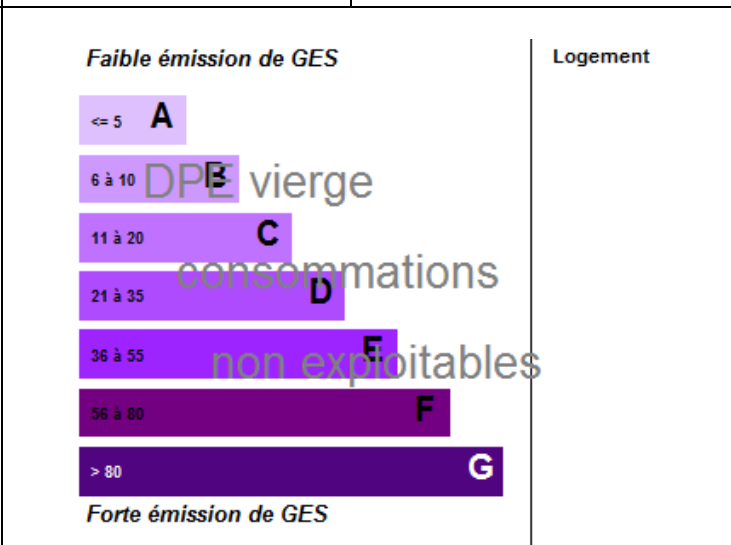 Faible émission de GES
Logement
<= 5 A
6 à 10 B
DPE vierge
11 à 20 C
consommations
21 à 35 D
36 à 55 E
non exploitables
56 à 80 F
> 80 G
Forte émission de GES